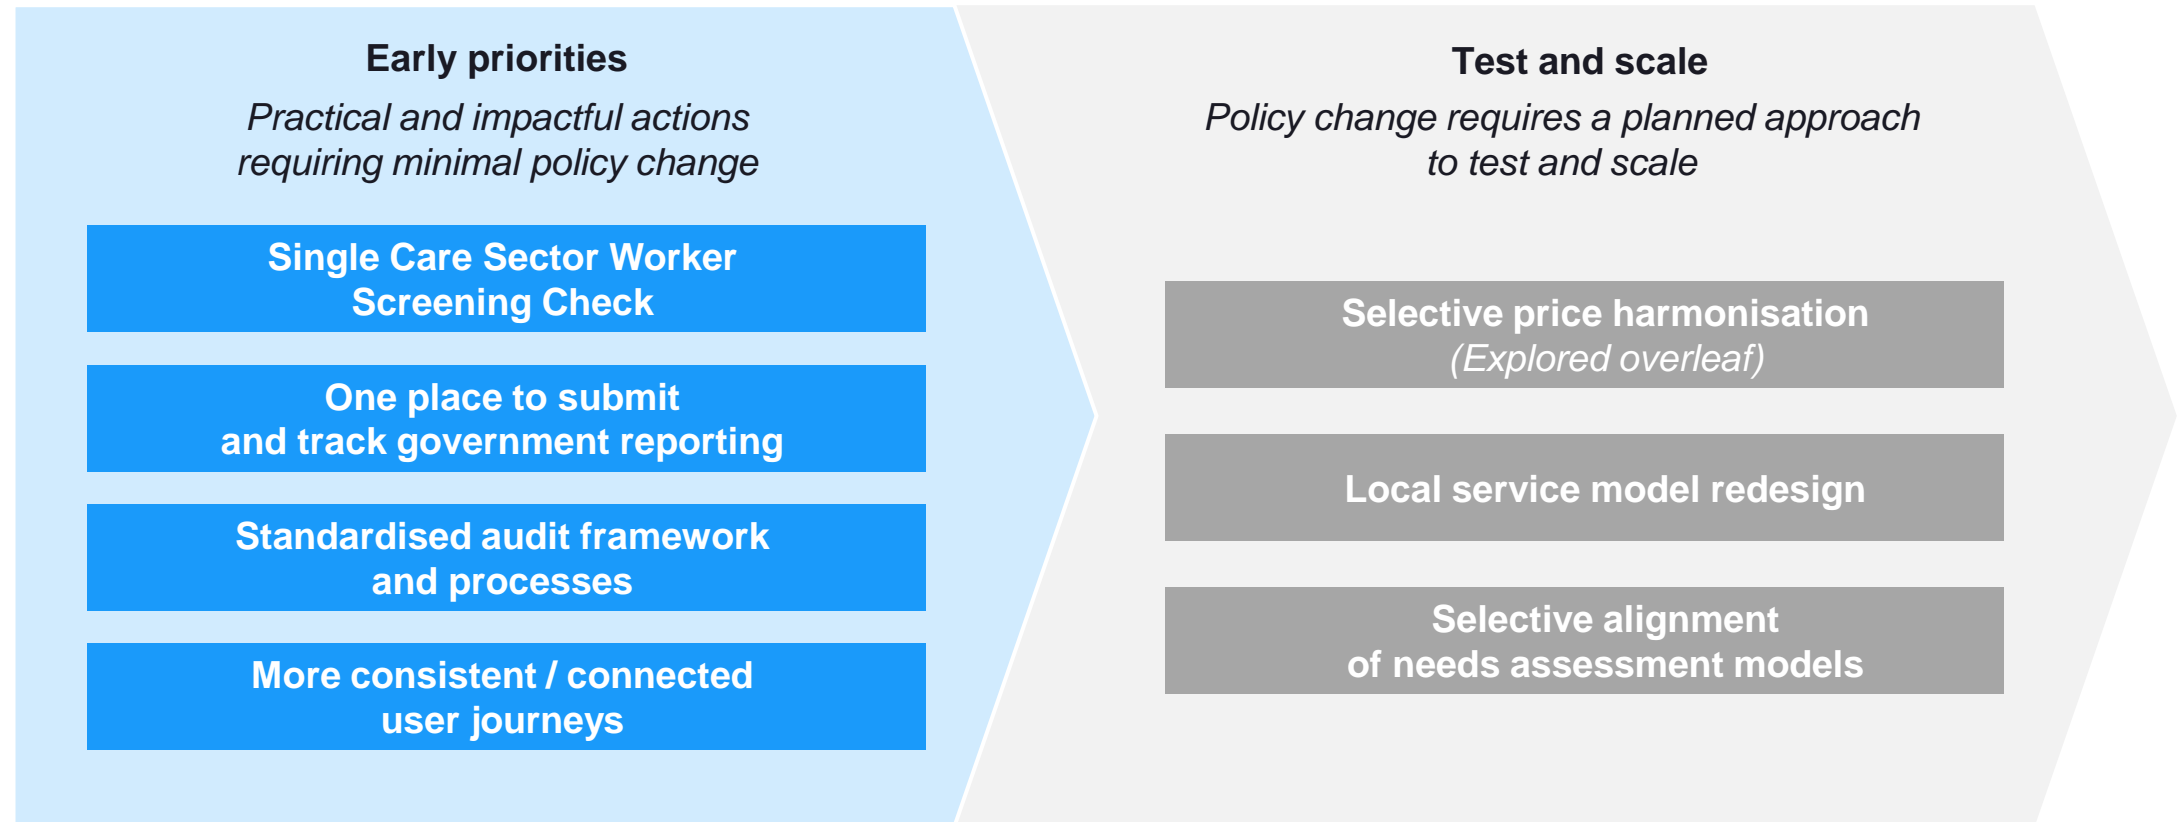 Early priorities
Practical and impactful actions
requiring minimal policy change
Single Care Sector Worker
Screening Check
One place to submit
and track government reporting
Standardised audit framework
and processes
More consistent / connected
user journeys
Test and scale
Policy change requires a planned approach
to test and scale
Selective price harmonisation
(Explored overleaf)
Local service model redesign
Selective alignment
of needs assessment models